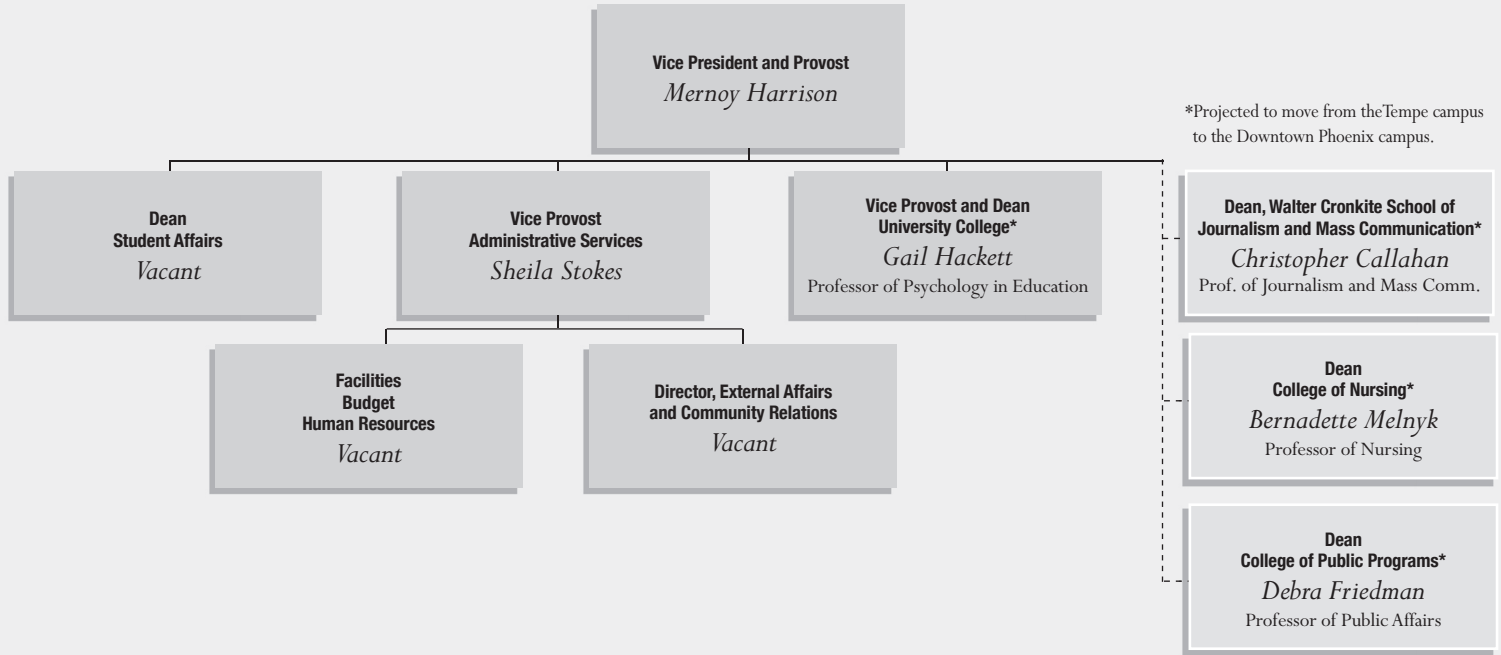 Vice President and Provost
Mernoy Harrison
*Projected to move from theTempe campus
to the Downtown Phoenix campus.
Dean
Student Affairs
Vacant
Vice Provost
Administrative Services
Sheila Stokes
Vice Provost and Dean
University College*
Gail Hackett
Professor of Psychology in Education
Dean, Walter Cronkite School of
Journalism and Mass Communication*
Christopher Callahan
Prof. of Journalism and Mass Comm.
Facilities
Budget
Human Resources
Vacant
Director, External Affairs
and Community Relations
Vacant
Dean
College of Nursing*
Bernadette Melnyk
Professor of Nursing
Dean
College of Public Programs*
Debra Friedman
Professor of Public Affairs